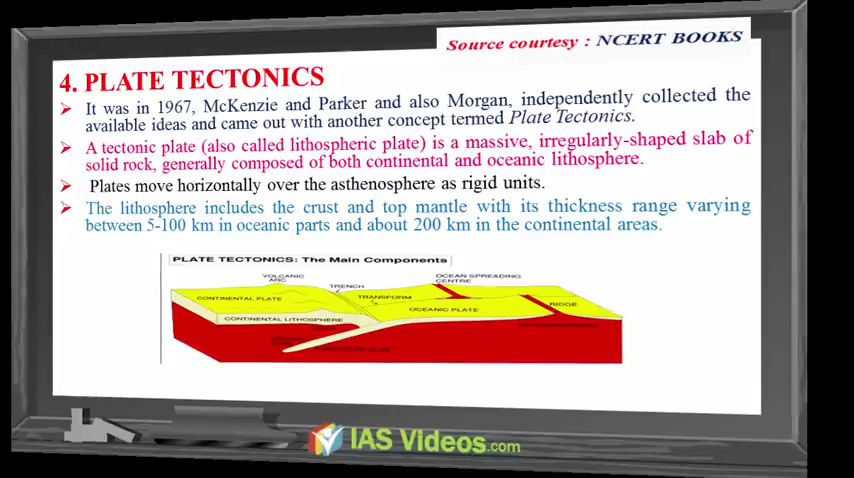 Source courtesy : NCERT BOOKS
4. PLATE TECTONICS
It was in 1967, McKenzie and Parker and also Morgan, independently collected the
available ideas and came out with another concept termed Plate Tectonics.
A tectonic plate (also called lithospheric plate) is a massive, irregularly-shaped slab of
solid rock, generally composed of both continental and oceanic lithosphere.
Plates move horizontally over the asthenosphere as rigid units.
The lithosphere includes the crust and top mantle with its thickness range varying
between 5-100 km in oceanic parts and about 200 km in the continental areas.
PLATE TECTONICS: The Main Components
VOLCANIC
ARC
TRENCH
OCEAN SPREADING
CENTRE
CONTINENTAL PLATE
TRANSFORM
RIDGE
OCEANIC PLATE
CONTINENTAL LITHOSPHERE
IAS Videos.com